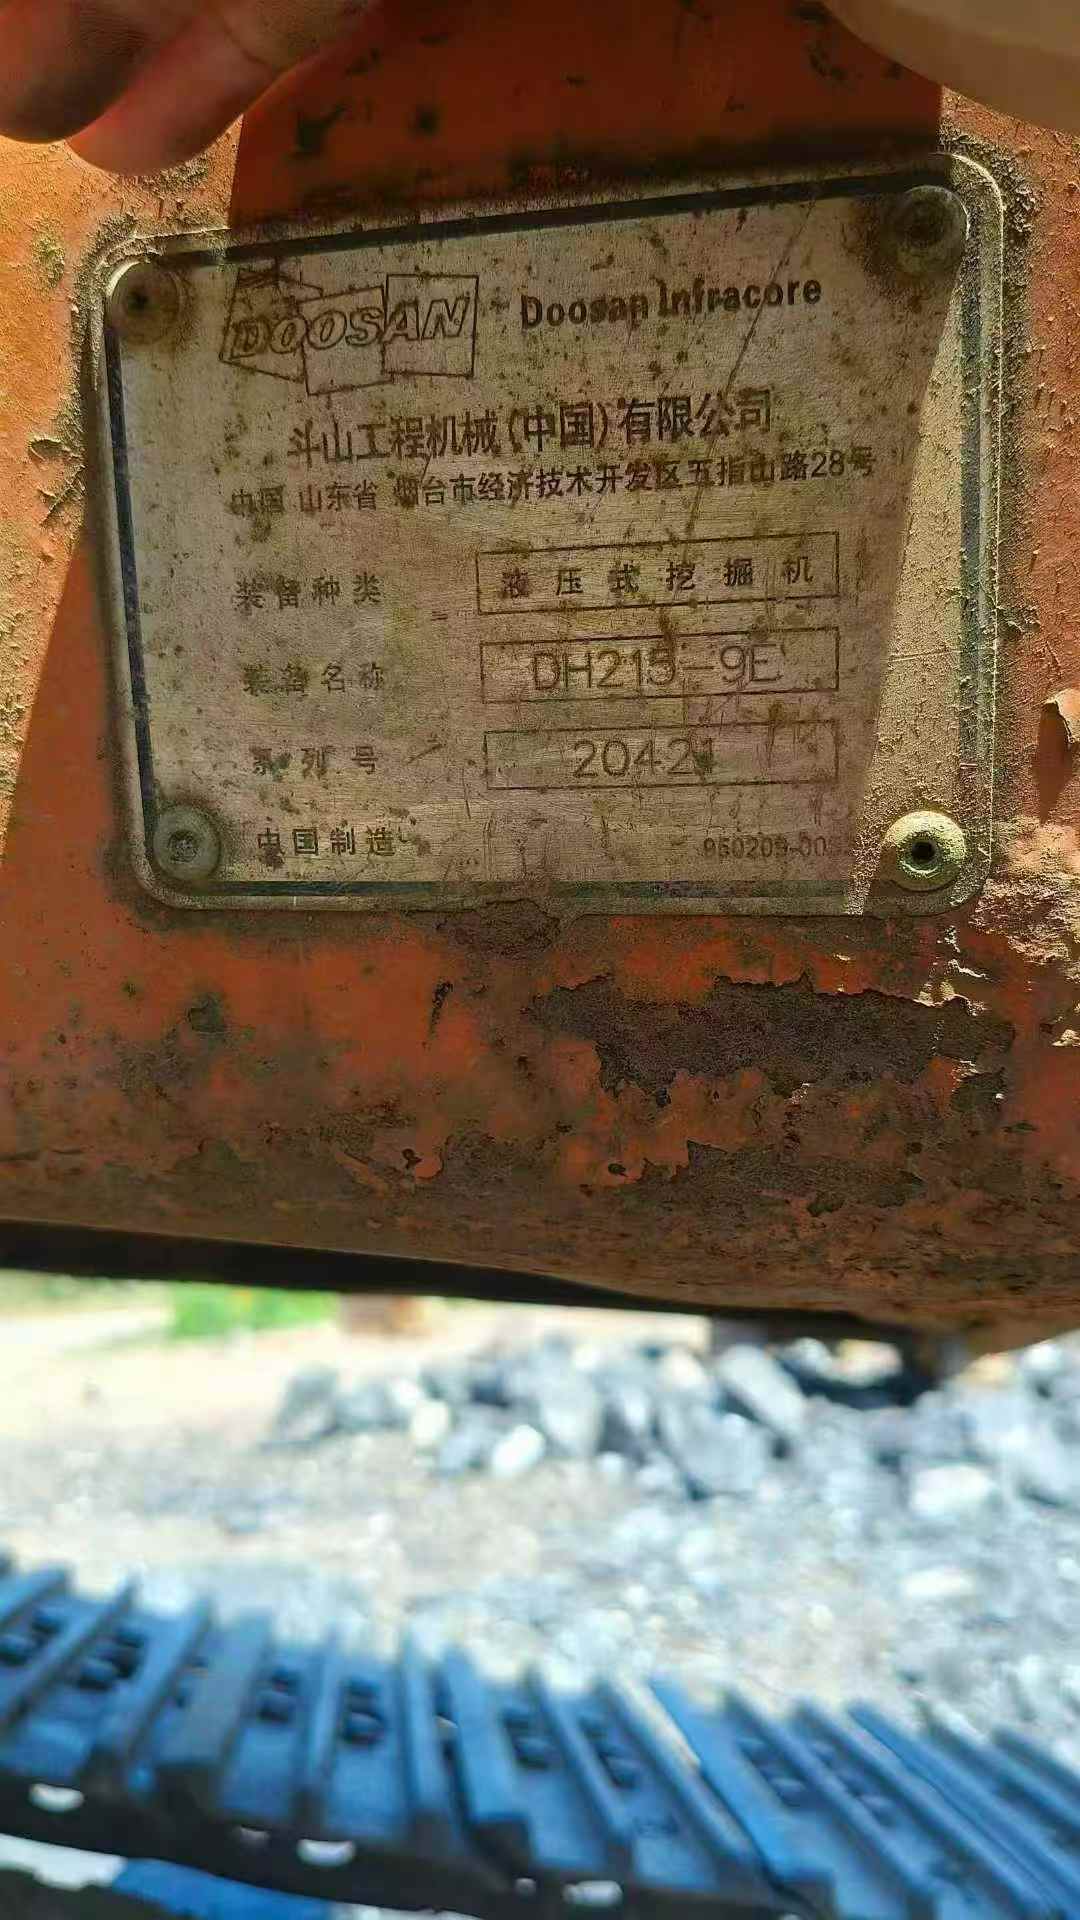 DOOSAN Doosan Infracore
斗山工程机械(中国)有限公司
中国 山东省 烟台市经济技术开发区五指山路28号
装备种类 液压式挖掘机
装备名称 DH215-9E
系列号 20421
中国制造